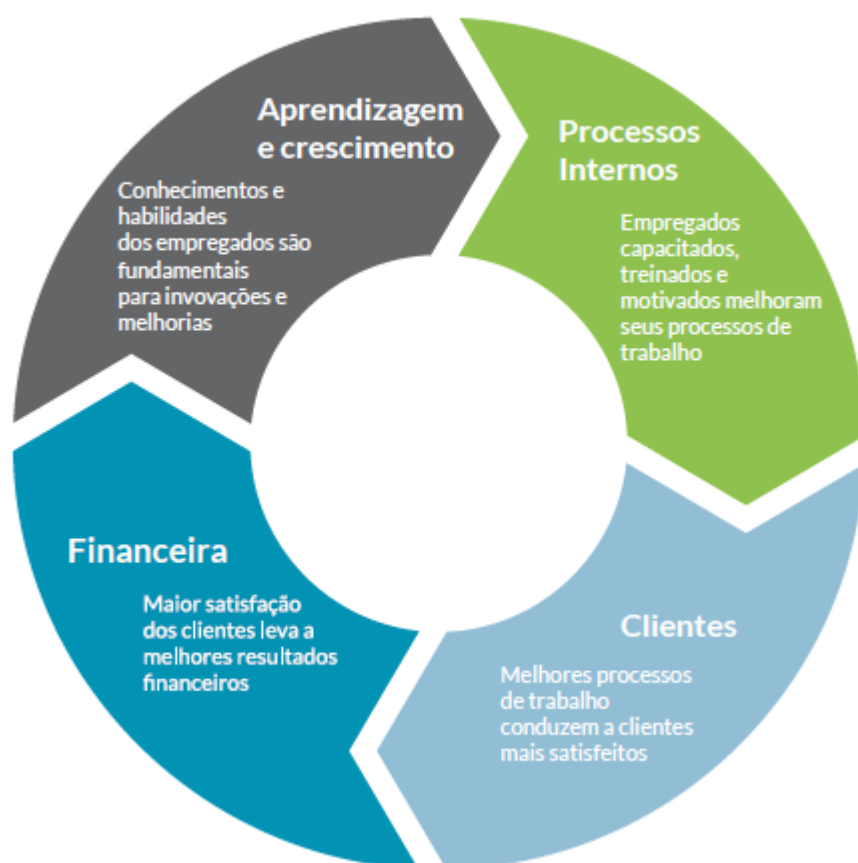 Aprendizagem
e crescimento
Conhecimentos e
habilidades
dos empregados são
fundamentais
para invovações e
melhorias
Processos
Internos
Empregados
capacitados,
treinados e
motivados melhoram
seus processos de
trabalho
Clientes
Melhores processos
de trabalho
conduzem a clientes
mais satisfeitos
Financeira
Maior satisfação
dos clientes leva a
melhores resultados
financeiros